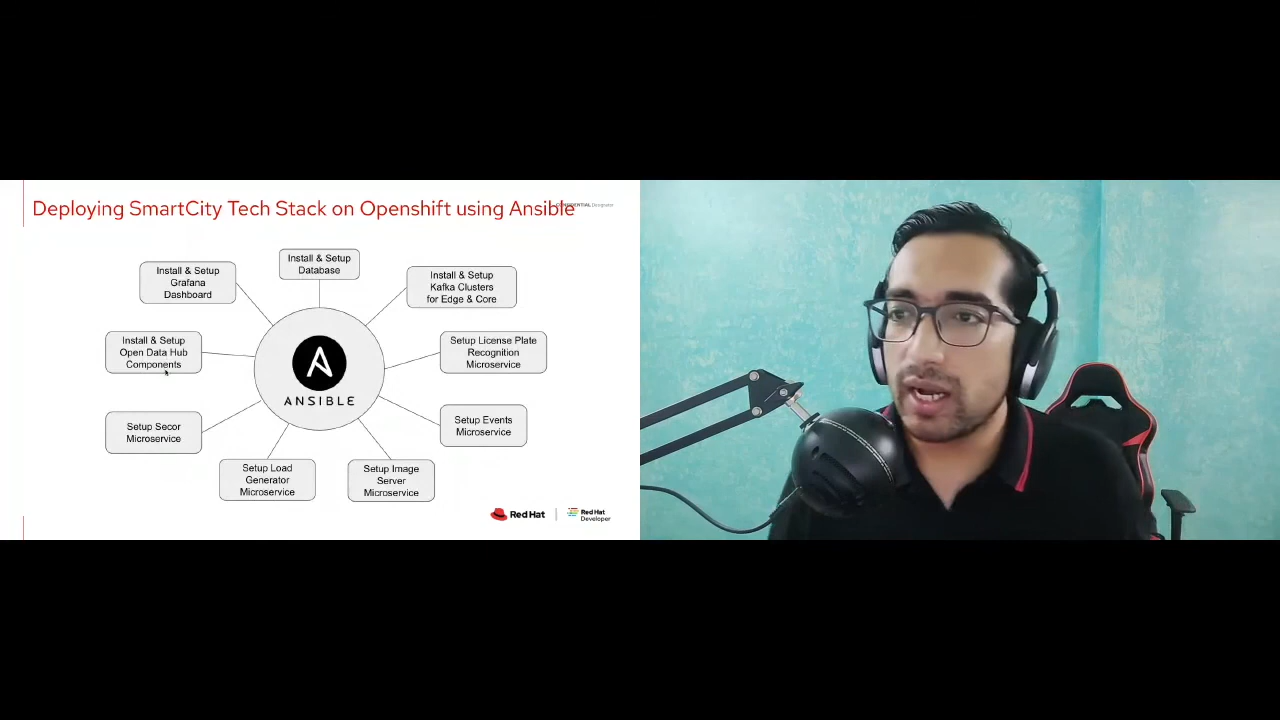 Deploying SmartCity Tech Stack on Openshift using Ansible
CONFIDENTIAL Designator
Install & Setup
Database
Install & Setup
Grafana
Dashboard
Install & Setup
Kafka Clusters
for Edge & Core
Install & Setup
Open Data Hub
Components
Setup License Plate
Recognition
Microservice
ANSIBLE
Setup Secor
Microservice
Setup Events
Microservice
Setup Load
Generator
Microservice
Setup Image
Server
Microservice
Red Hat
Red Hat
Developer